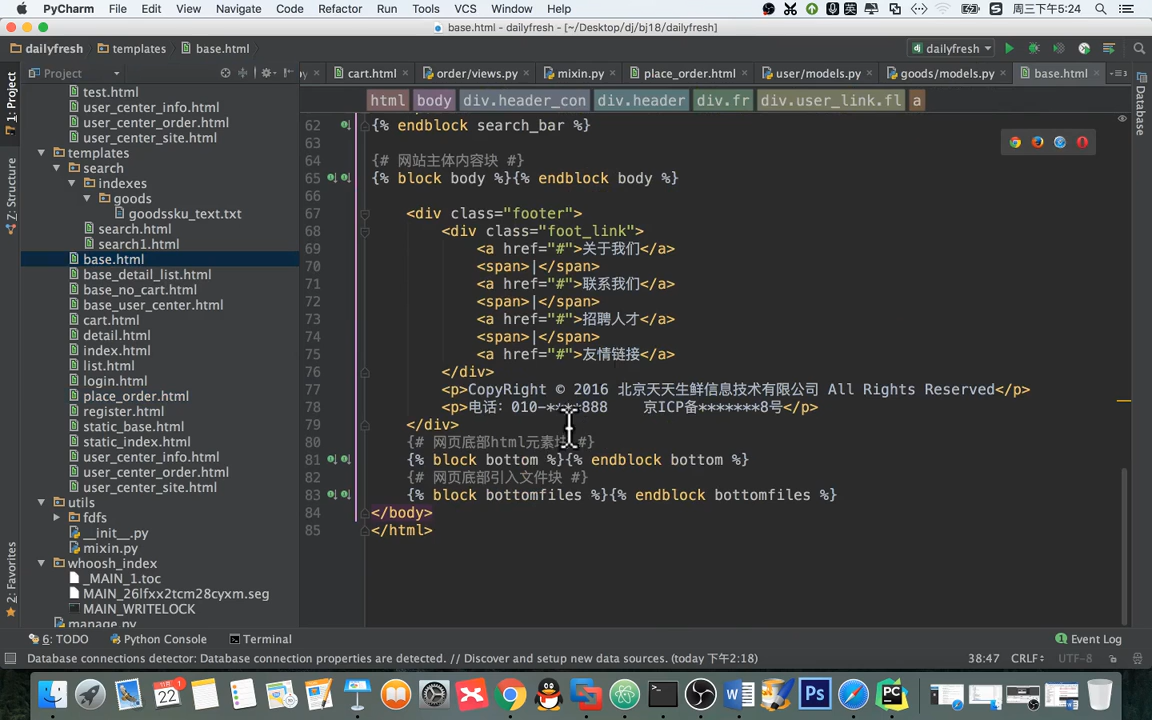 PyCharm File Edit View Navigate Code Refactor Run Tools VCS Window Help 周三下午5:24
base.html - dailyfresh - [~/Desktop/dj/bj18/dailyfresh]
dailyfresh templates base.html dailyfresh
Project
cart.html order/views.py mixin.py place_order.html user/models.py goods/models.py base.html
html body div.header_con div.header div.fr div.user_link.fl a
1: Project
Z: Structure
2: Favorites
Database
test.html
user_center_info.html
user_center_order.html
user_center_site.html
templates
search
indexes
goods
goodssku_text.txt
search.html
search1.html
base.html
base_detail_list.html
base_no_cart.html
base_user_center.html
cart.html
detail.html
index.html
list.html
login.html
place_order.html
register.html
static_base.html
static_index.html
user_center_info.html
user_center_order.html
user_center_site.html
utils
fdfs
__init__.py
mixin.py
whoosh_index
_MAIN_1.toc
MAIN_26lfxx2tcm28cyxm.seg
MAIN_WRITELOCK
manage.py
62 {% endblock search_bar %}
63
64 {# 网站主体内容块 #}
65 {% block body %}{% endblock body %}
66
67 <div class="footer">
68 <div class="foot_link">
69 <a href="#">关于我们</a>
70 <span>|</span>
71 <a href="#">联系我们</a>
72 <span>|</span>
73 <a href="#">招聘人才</a>
74 <span>|</span>
75 <a href="#">友情链接</a>
76 </div>
77 <p>CopyRight © 2016 北京天天生鲜信息技术有限公司 All Rights Reserved</p>
78 <p>电话：010-****888 京ICP备*******8号</p>
79 </div>
80 {# 网页底部html元素块 #}
81 {% block bottom %}{% endblock bottom %}
82 {# 网页底部引入文件块 #}
83 {% block bottomfiles %}{% endblock bottomfiles %}
84 </body>
85 </html>
6: TODO Python Console Terminal 1 Event Log
Database connections detector: Database connection properties are detected. // Discover and setup new data sources. (today 下午2:18) 38:47 CRLF UTF-8